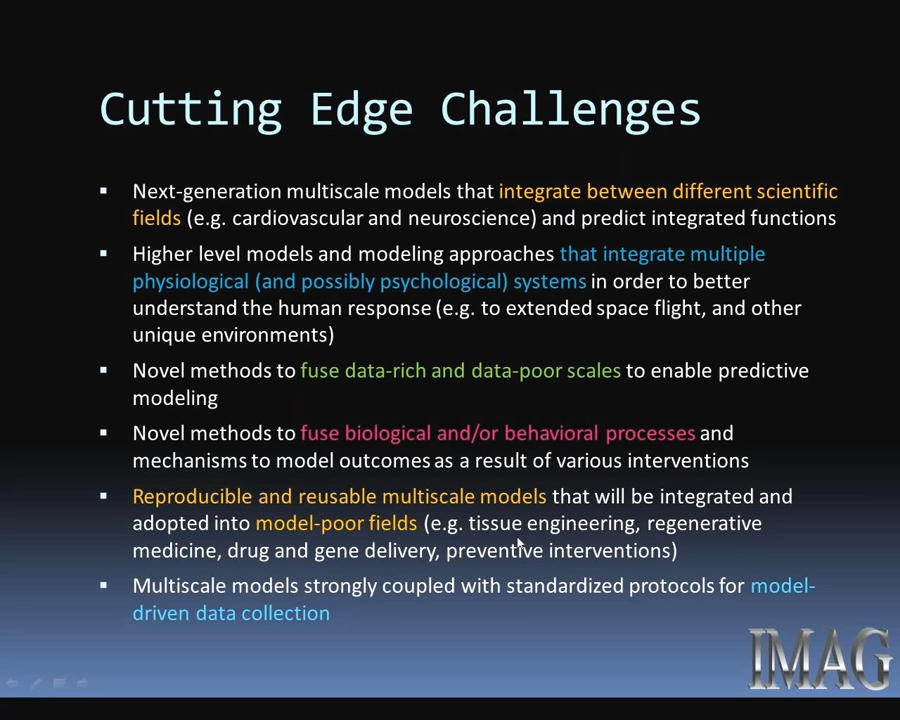 Cutting Edge Challenges
▪ Next-generation multiscale models that integrate between different scientific
fields (e.g. cardiovascular and neuroscience) and predict integrated functions
▪ Higher level models and modeling approaches that integrate multiple
physiological (and possibly psychological) systems in order to better
understand the human response (e.g. to extended space flight, and other
unique environments)
▪ Novel methods to fuse data-rich and data-poor scales to enable predictive
modeling
▪ Novel methods to fuse biological and/or behavioral processes and
mechanisms to model outcomes as a result of various interventions
▪ Reproducible and reusable multiscale models that will be integrated and
adopted into model-poor fields (e.g. tissue engineering, regenerative
medicine, drug and gene delivery, preventive interventions)
▪ Multiscale models strongly coupled with standardized protocols for model-
driven data collection
IMAG